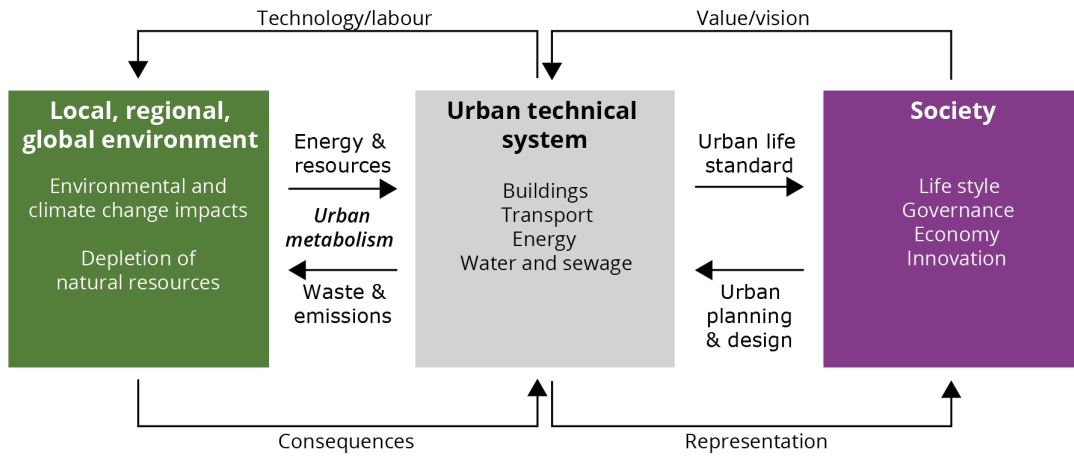 Technology/labour
Value/vision
Local, regional,
global environment
Environmental and
climate change impacts
Depletion of
natural resources
Energy &
resources
Urban
metabolism
Waste &
emissions
Urban technical
system
Buildings
Transport
Energy
Water and sewage
Urban life
standard
Urban
planning
& design
Society
Life style
Governance
Economy
Innovation
Consequences
Representation